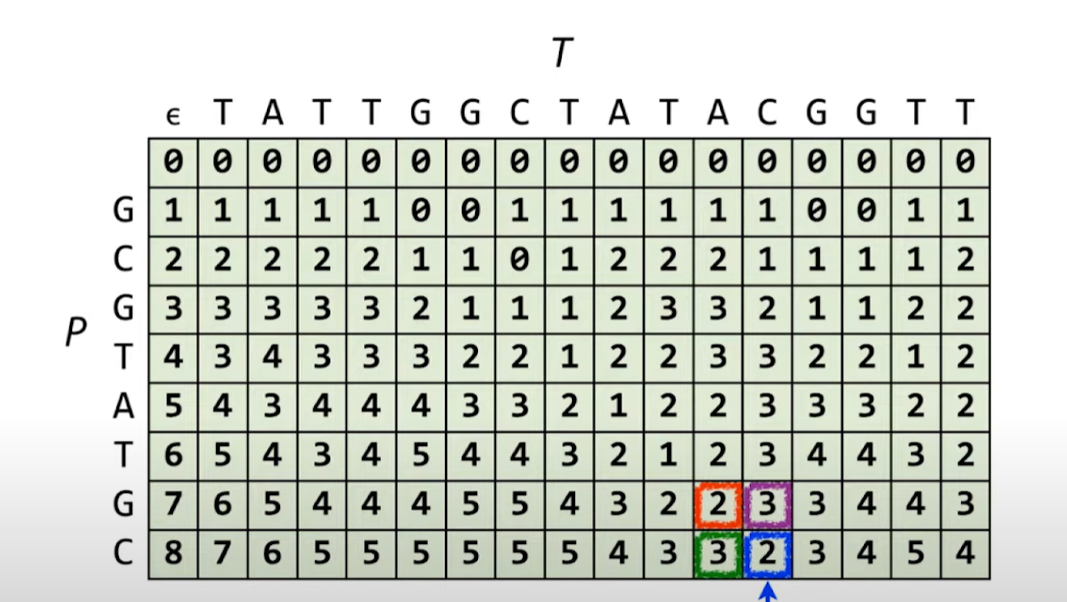 T
ϵ T A T T G G C T A T A C G G T T
0 0 0 0 0 0 0 0 0 0 0 0 0 0 0 0 0
G 1 1 1 1 1 0 0 1 1 1 1 1 1 0 0 1 1
C 2 2 2 2 2 1 1 0 1 2 2 2 1 1 1 1 2
G 3 3 3 3 3 2 1 1 1 2 3 3 2 1 1 2 2
P
T 4 3 4 3 3 3 2 2 1 2 2 3 3 2 2 1 2
A 5 4 3 4 4 4 3 3 2 1 2 2 3 3 3 2 2
T 6 5 4 3 4 5 4 4 3 2 1 2 3 4 4 3 2
G 7 6 5 4 4 4 5 5 4 3 2 2 3 3 4 4 3
C 8 7 6 5 5 5 5 5 5 4 3 3 2 3 4 5 4